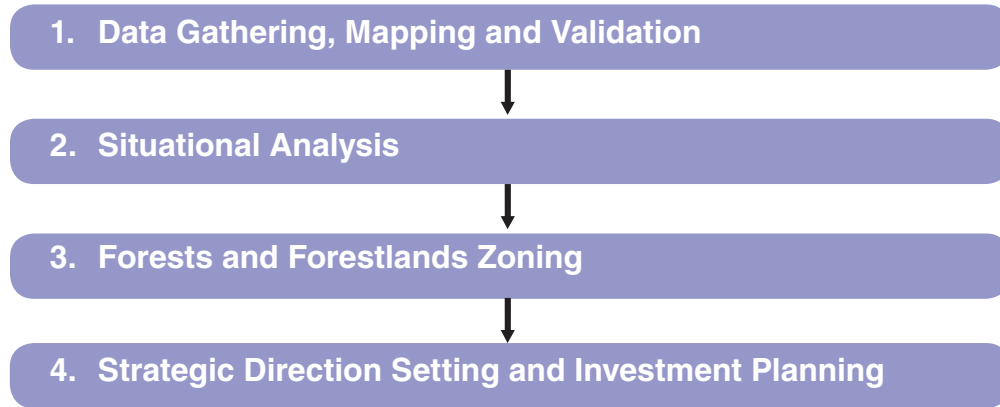 1. Data Gathering, Mapping and Validation
2. Situational Analysis
3. Forests and Forestlands Zoning
4. Strategic Direction Setting and Investment Planning